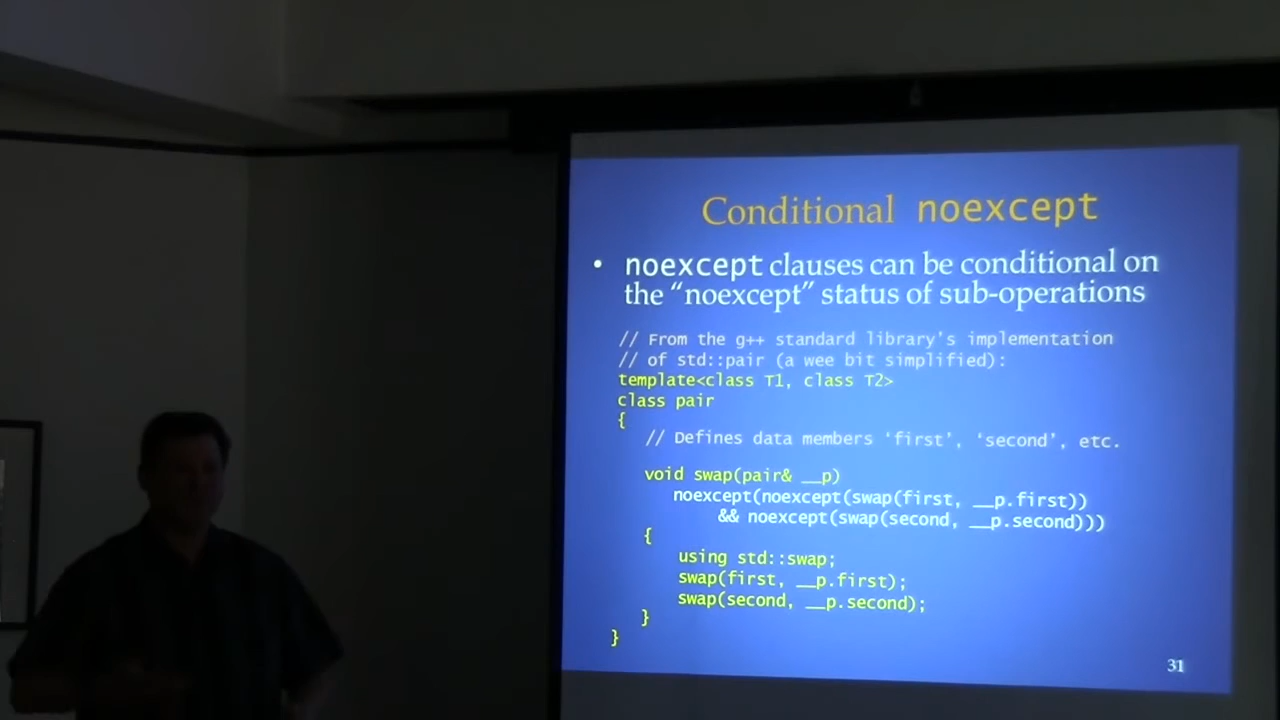 Conditional noexcept
• noexcept clauses can be conditional on
the “noexcept” status of sub-operations
// From the g++ standard library’s implementation
// of std::pair (a wee bit simplified):
template<class T1, class T2>
class pair
{
// Defines data members ‘first’, ‘second’, etc.
void swap(pair& __p)
noexcept(noexcept(swap(first, __p.first))
&& noexcept(swap(second, __p.second)))
{
using std::swap;
swap(first, __p.first);
swap(second, __p.second);
}
}
31